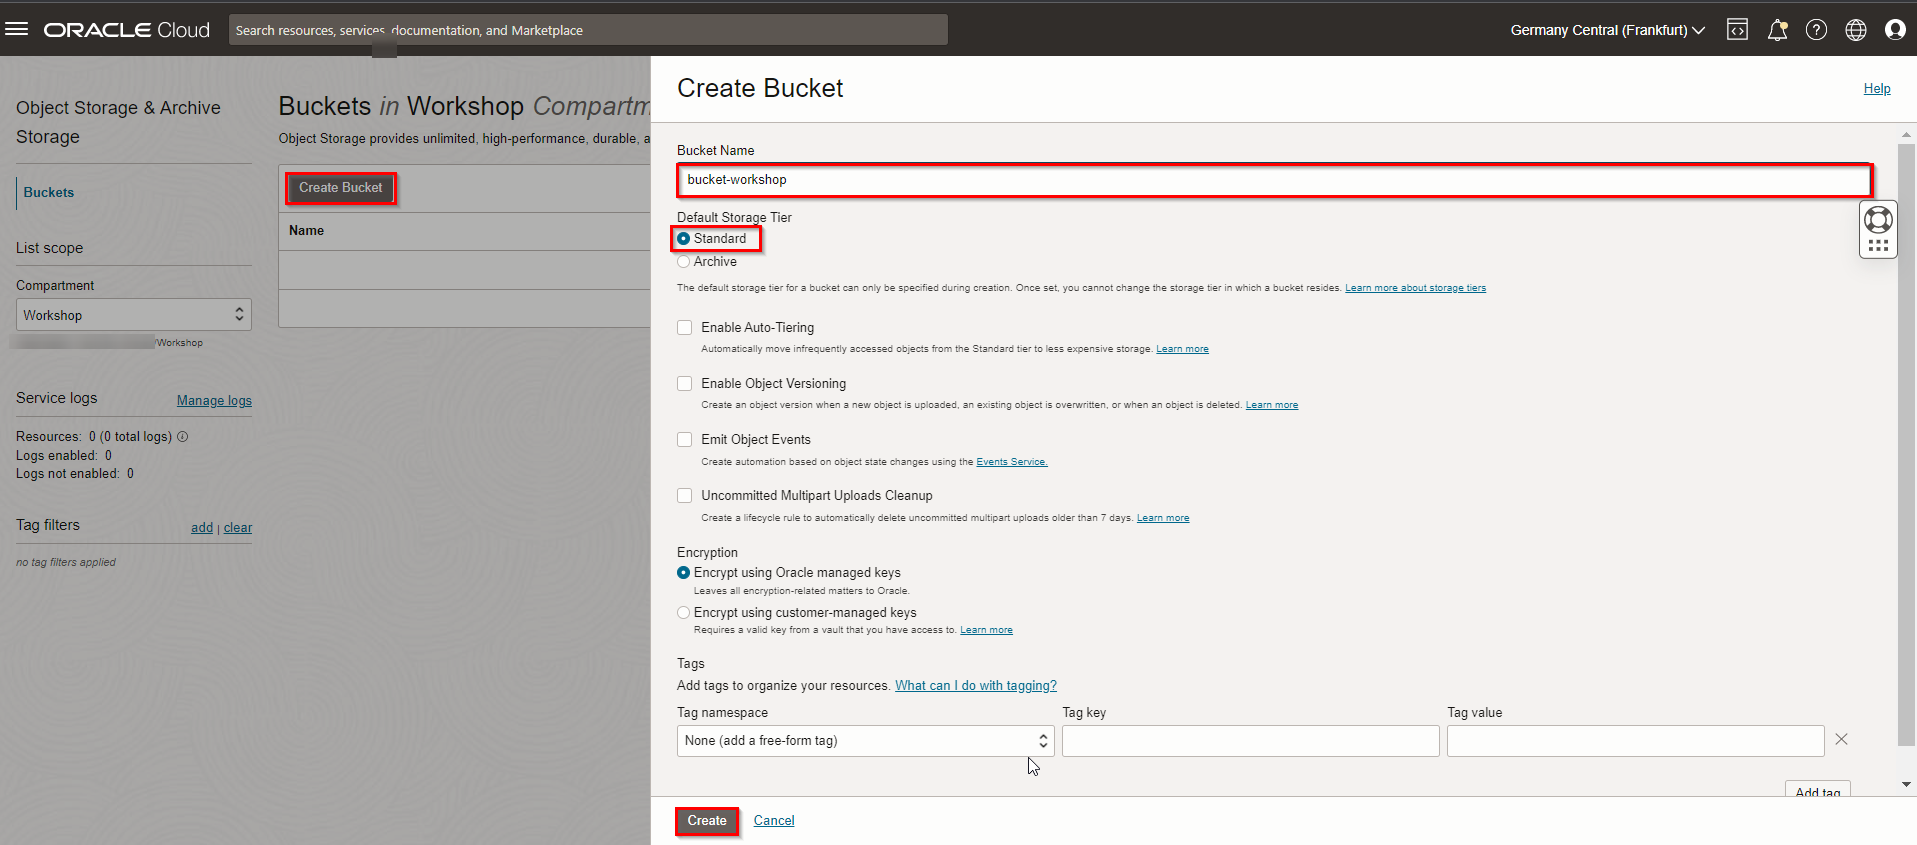 ORACLE Cloud
Search resources, services, documentation, and Marketplace
Germany Central (Frankfurt)
Object Storage & Archive
Storage
Buckets
List scope
Compartment
Workshop
/Workshop
Service logs
Manage logs
Resources: 0 (0 total logs)
Logs enabled: 0
Logs not enabled: 0
Tag filters
add | clear
no tag filters applied
Buckets in Workshop Compartm
Object Storage provides unlimited, high-performance, durable, a
Create Bucket
Name
Create Bucket
Help
Bucket Name
bucket-workshop
Default Storage Tier
Standard
Archive
The default storage tier for a bucket can only be specified during creation. Once set, you cannot change the storage tier in which a bucket resides. Learn more about storage tiers
Enable Auto-Tiering
Automatically move infrequently accessed objects from the Standard tier to less expensive storage. Learn more
Enable Object Versioning
Create an object version when a new object is uploaded, an existing object is overwritten, or when an object is deleted. Learn more
Emit Object Events
Create automation based on object state changes using the Events Service.
Uncommitted Multipart Uploads Cleanup
Create a lifecycle rule to automatically delete uncommitted multipart uploads older than 7 days. Learn more
Encryption
Encrypt using Oracle managed keys
Leaves all encryption-related matters to Oracle.
Encrypt using customer-managed keys
Requires a valid key from a vault that you have access to. Learn more
Tags
Add tags to organize your resources. What can I do with tagging?
Tag namespace
Tag key
Tag value
None (add a free-form tag)
Add tag
Create
Cancel